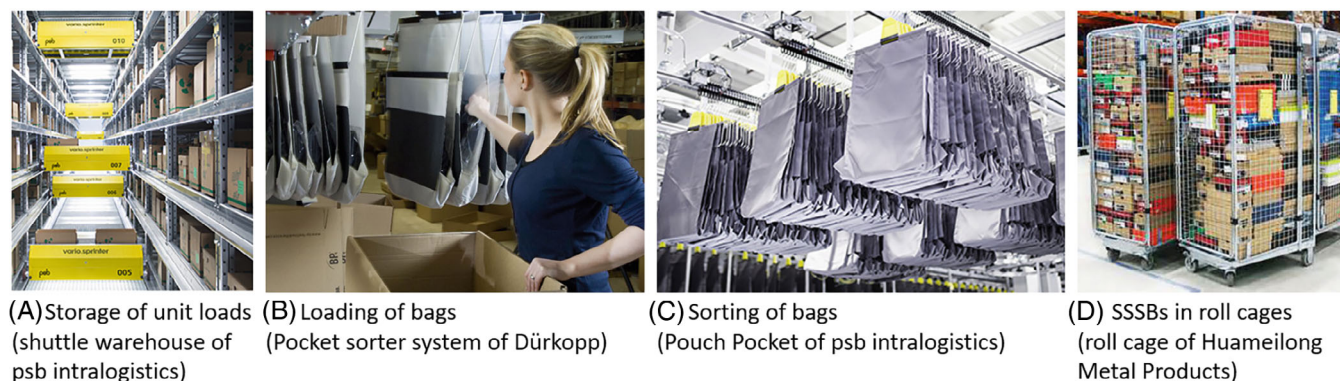 vario.sprinter
psb 010
vario.sprinter
psb 007
006
vario.sprinter
psb 005
BR
(A) Storage of unit loads
(shuttle warehouse of
psb intralogistics)
(B) Loading of bags
(Pocket sorter system of Dürkopp)
(C) Sorting of bags
(Pouch Pocket of psb intralogistics)
(D) SSSBs in roll cages
(roll cage of Huameilong
Metal Products)